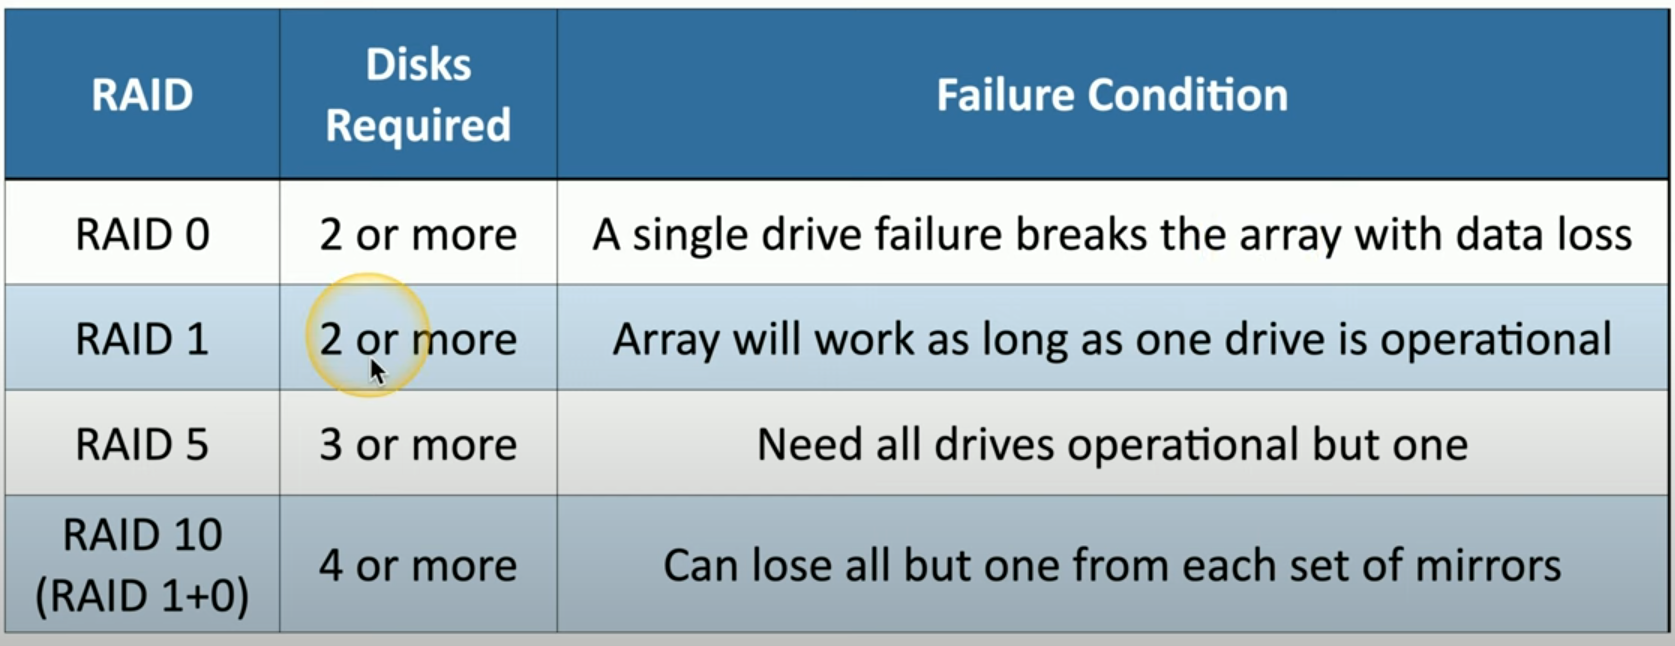 RAID
Disks
Required
Failure Condition
RAID 0
2 or more
A single drive failure breaks the array with data loss
RAID 1
2 or more
Array will work as long as one drive is operational
RAID 5
3 or more
Need all drives operational but one
RAID 10
(RAID 1+0)
4 or more
Can lose all but one from each set of mirrors